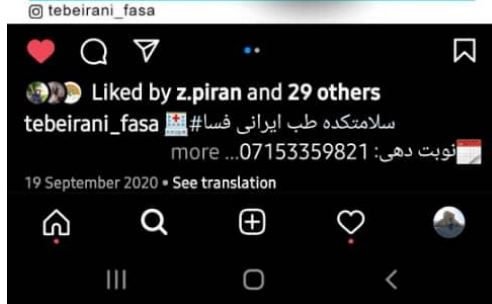 tebeirani_fasa
Liked by z.piran and 29 others
tebeirani_fasa #سلامتکده طب ایرانی فسا
نوبت دهی: 07153359821... more
19 September 2020 • See translation